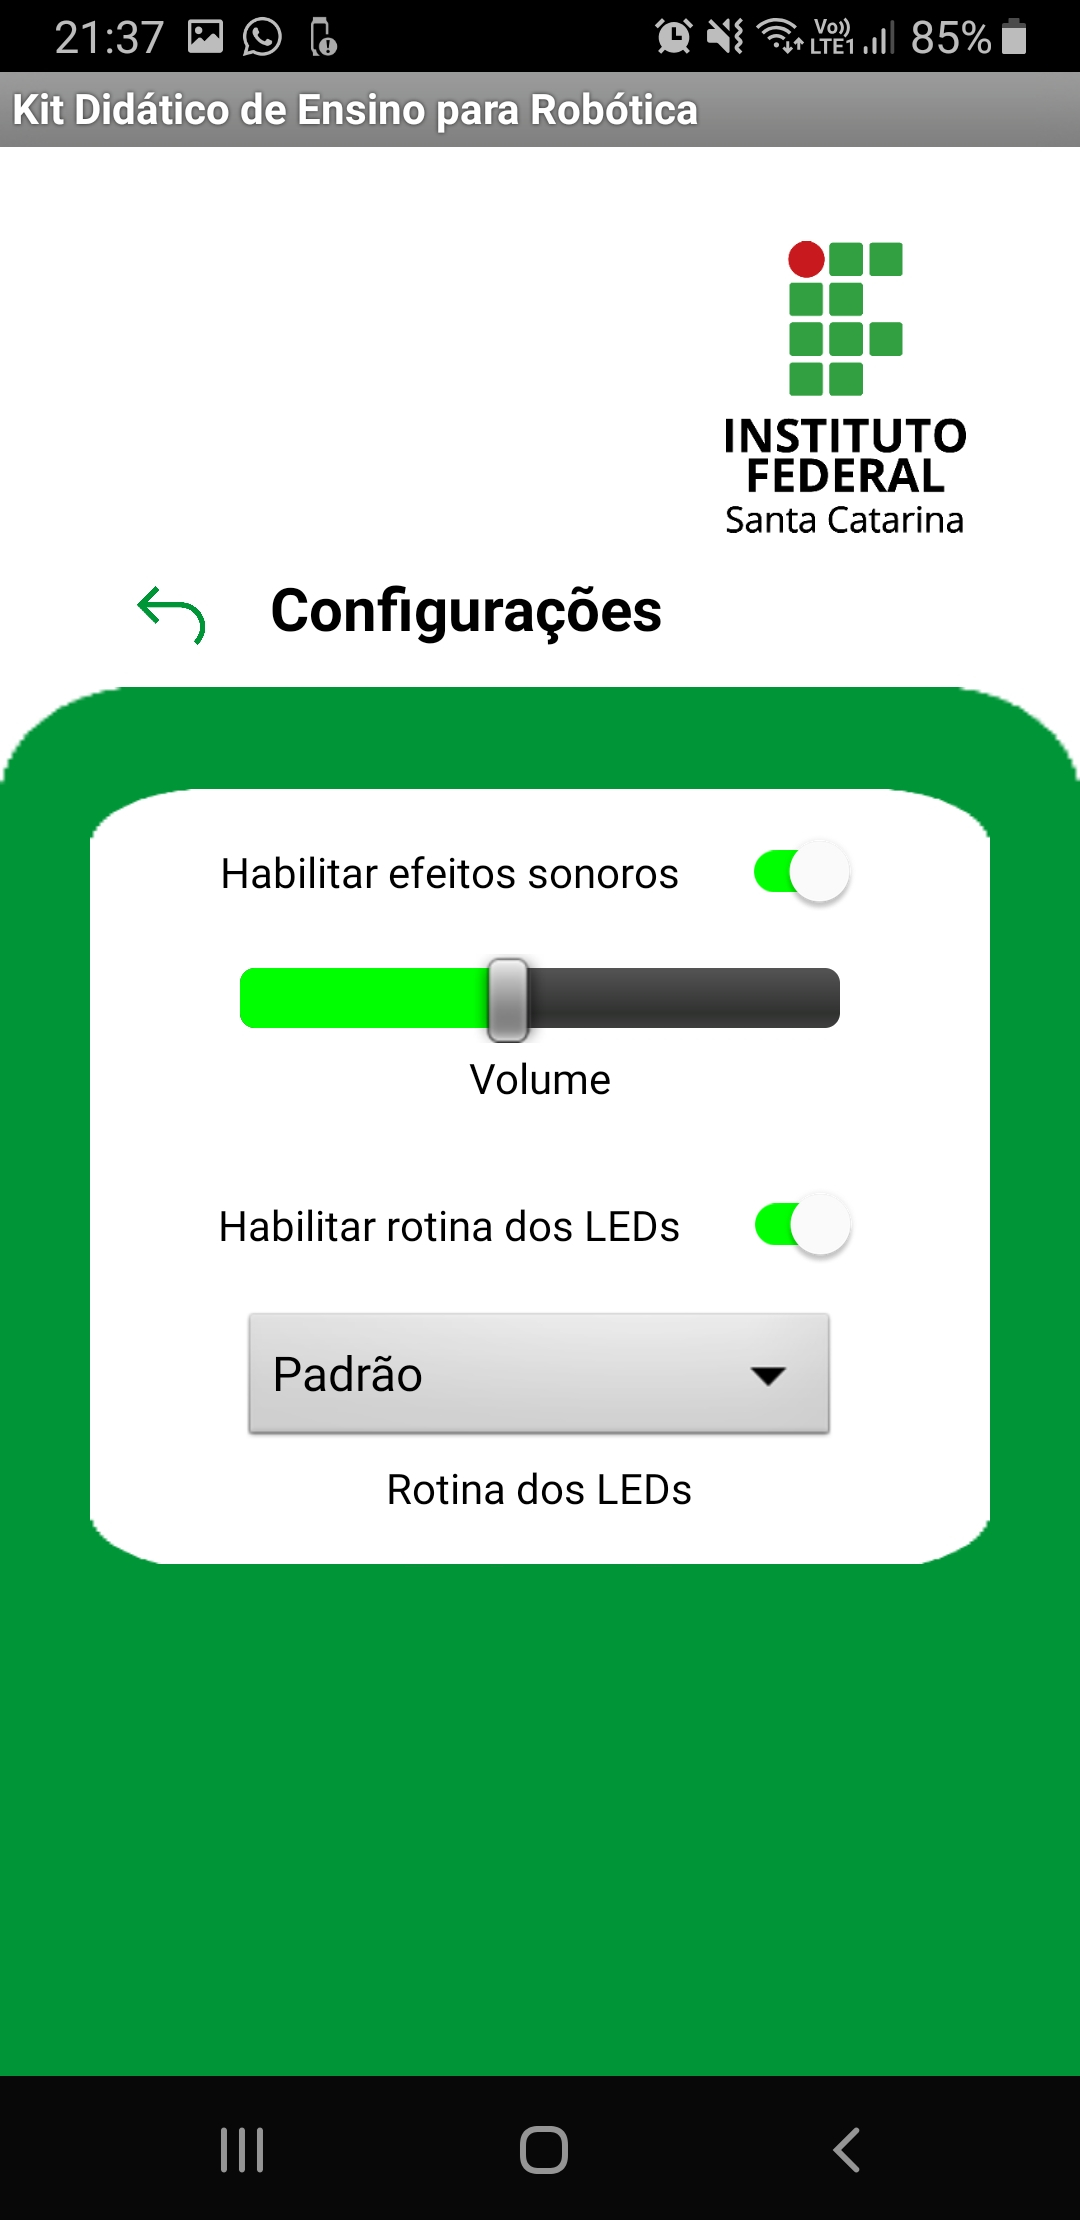 21:37 Vo)) LTE1 85%
Kit Didático de Ensino para Robótica
INSTITUTO
FEDERAL
Santa Catarina
Configurações
Habilitar efeitos sonoros
Volume
Habilitar rotina dos LEDs
Padrão
Rotina dos LEDs